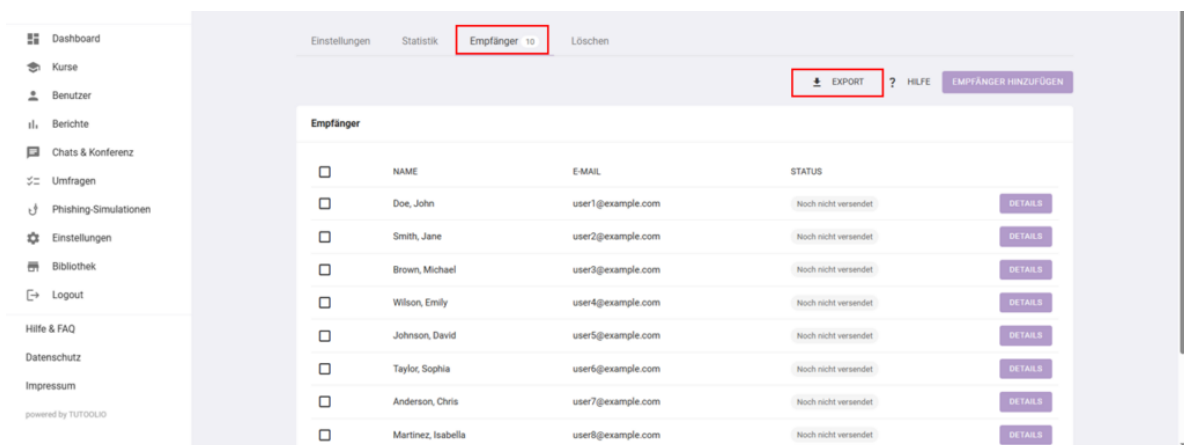 Dashboard
Kurse
Benutzer
Berichte
Chats & Konferenz
Umfragen
Phishing-Simulationen
Einstellungen
Bibliothek
Logout
Hilfe & FAQ
Datenschutz
Impressum
powered by TUTOOLIO
Einstellungen Statistik Empfänger 10 Löschen
EXPORT ? HILFE EMPFÄNGER HINZUFÜGEN
Empfänger
NAME E-MAIL STATUS
Doe, John user1@example.com Noch nicht versendet DETAILS
Smith, Jane user2@example.com Noch nicht versendet DETAILS
Brown, Michael user3@example.com Noch nicht versendet DETAILS
Wilson, Emily user4@example.com Noch nicht versendet DETAILS
Johnson, David user5@example.com Noch nicht versendet DETAILS
Taylor, Sophia user6@example.com Noch nicht versendet DETAILS
Anderson, Chris user7@example.com Noch nicht versendet DETAILS
Martinez, Isabella user8@example.com Noch nicht versendet DETAILS